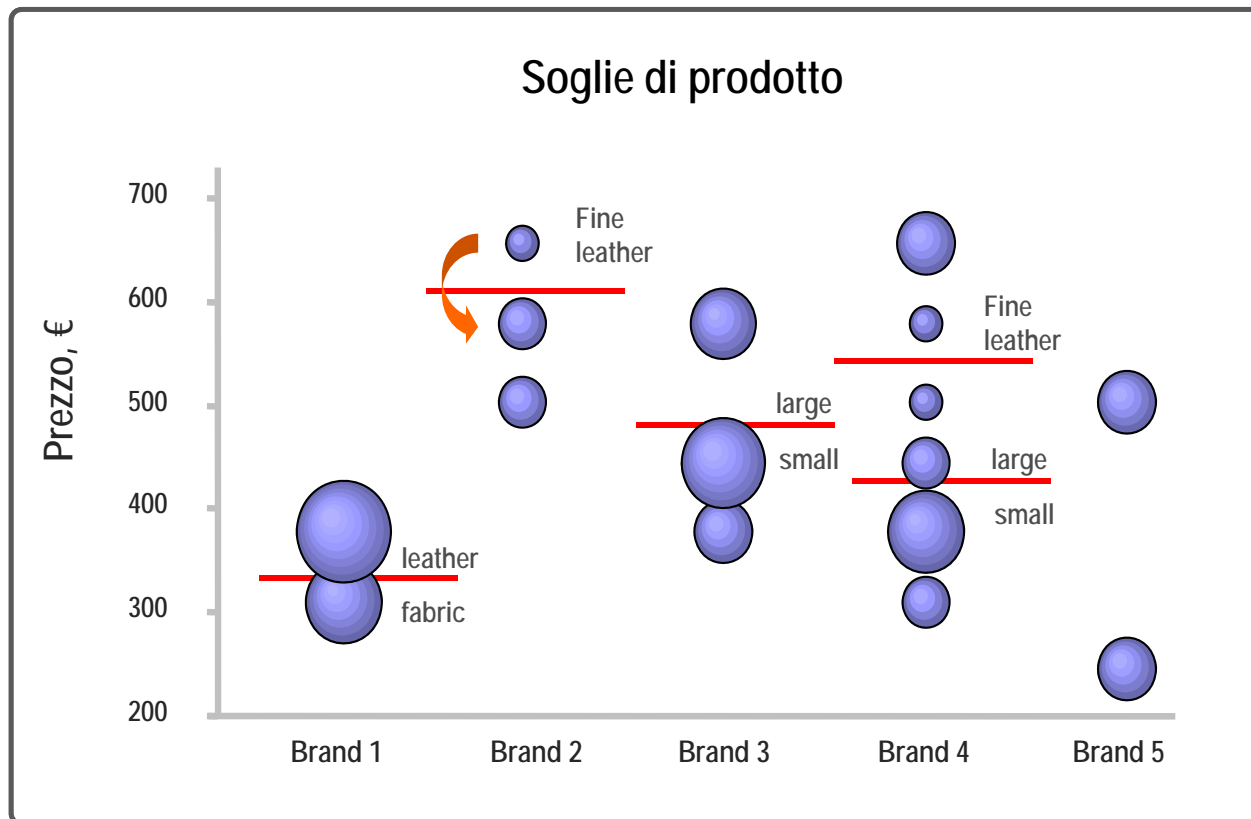 Soglie di prodotto
Prezzo, €
700
600
500
400
300
200
Fine
leather
Fine
leather
large
small
large
small
leather
fabric
Brand 1
Brand 2
Brand 3
Brand 4
Brand 5